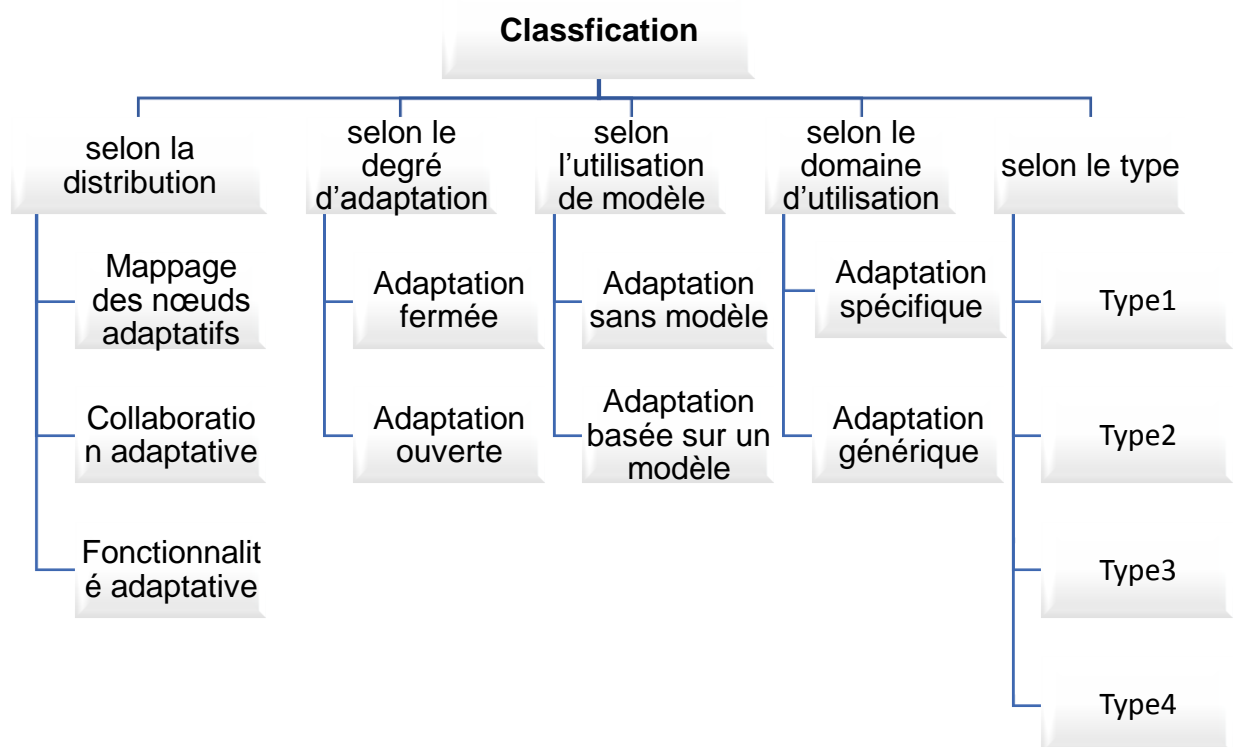 Classfication
selon la
distribution
Mappage
des nœuds
adaptatifs
Collaboratio
n adaptative
Fonctionnalit
é adaptative
selon le
degré
d’adaptation
Adaptation
fermée
Adaptation
ouverte
selon
l’utilisation
de modèle
Adaptation
sans modèle
Adaptation
basée sur un
modèle
selon le
domaine
d’utilisation
Adaptation
spécifique
Adaptation
générique
selon le type
Type1
Type2
Type3
Type4